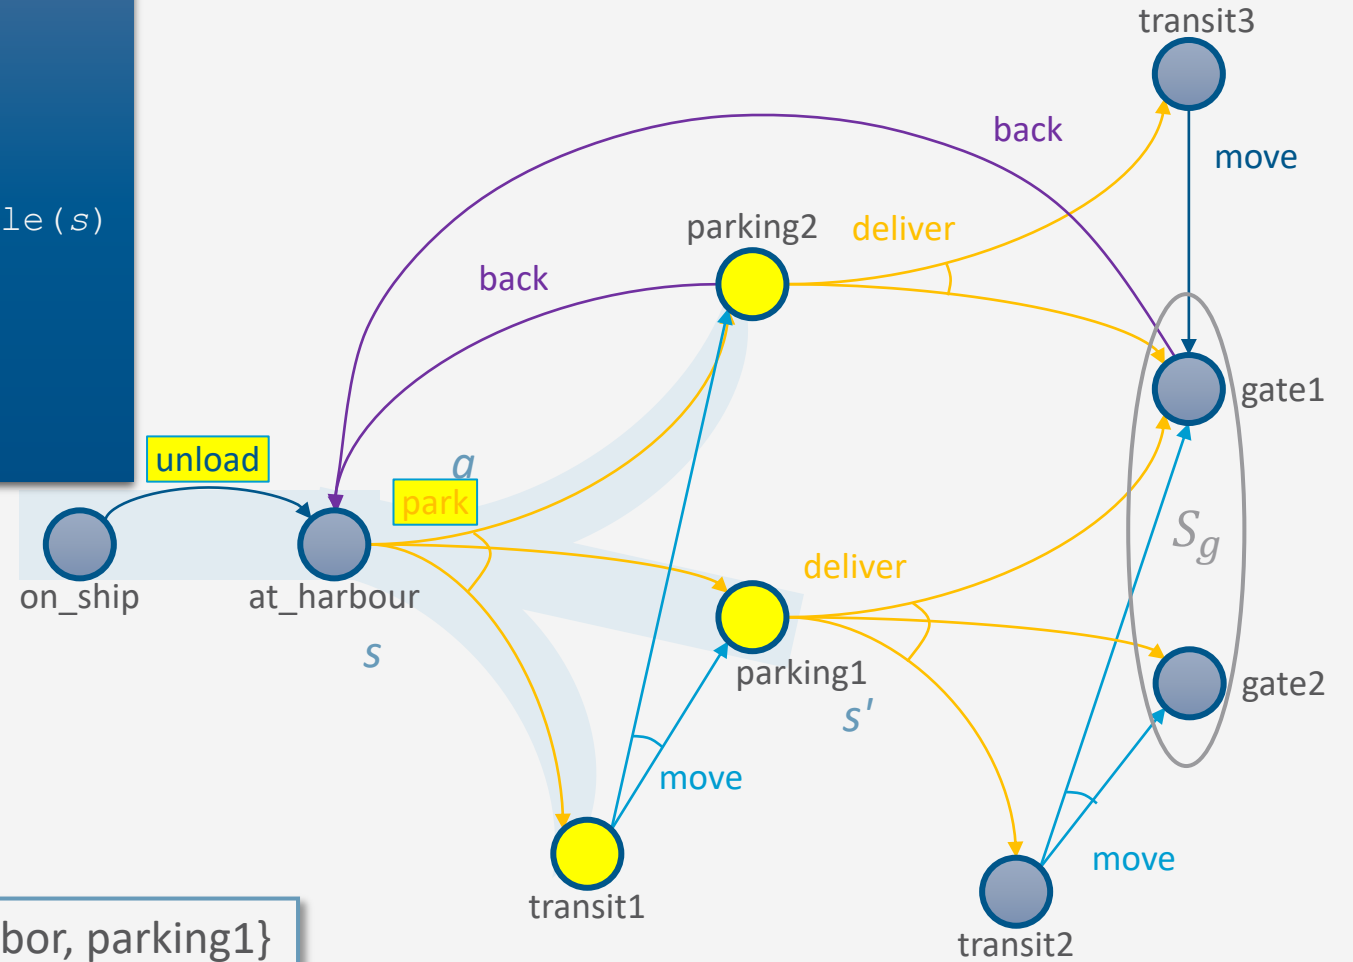 transit3
back
move
le(s)
parking2
deliver
back
gate1
unload
a
park
S_g
deliver
on_ship
at_harbour
s
parking1
gate2
s'
move
move
transit1
bor, parking1}
transit2